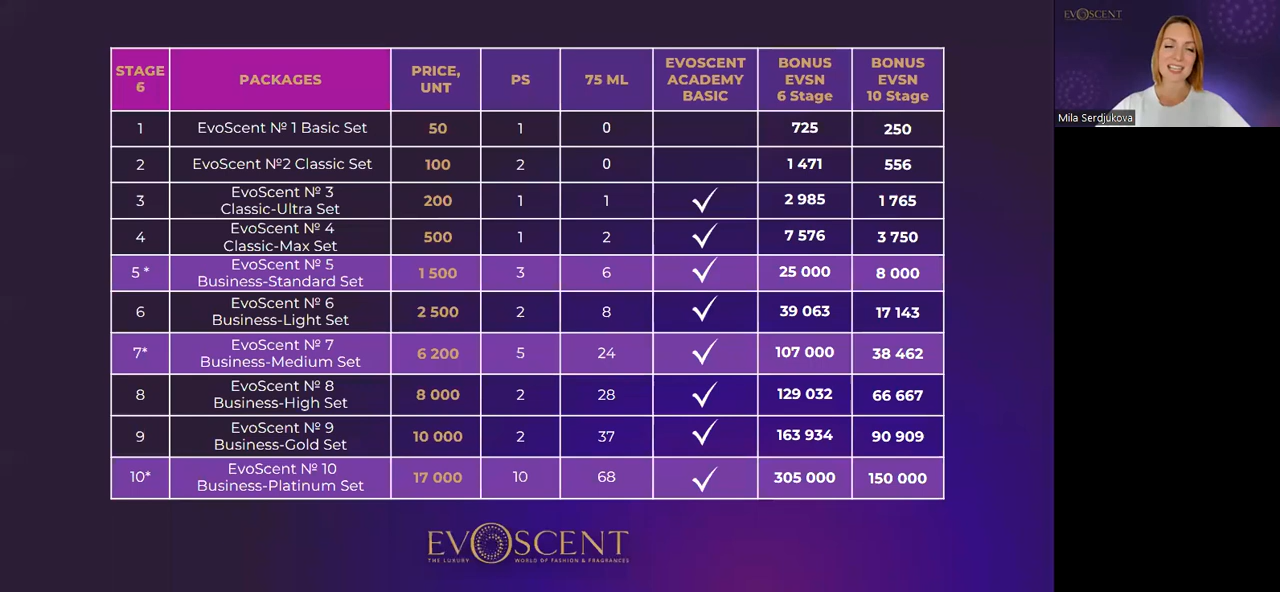 STAGE 6 PACKAGES PRICE, UNT PS 75 ML EVOSCENT ACADEMY BASIC BONUS EVSN 6 Stage BONUS EVSN 10 Stage
1 EvoScent № 1 Basic Set 50 1 0 725 250
2 EvoScent №2 Classic Set 100 2 0 1 471 556
3 EvoScent № 3 Classic-Ultra Set 200 1 1 2 985 1 765
4 EvoScent № 4 Classic-Max Set 500 1 2 7 576 3 750
5 * EvoScent № 5 Business-Standard Set 1 500 3 6 25 000 8 000
6 EvoScent № 6 Business-Light Set 2 500 2 8 39 063 17 143
7* EvoScent № 7 Business-Medium Set 6 200 5 24 107 000 38 462
8 EvoScent № 8 Business-High Set 8 000 2 28 129 032 66 667
9 EvoScent № 9 Business-Gold Set 10 000 2 37 163 934 90 909
10* EvoScent № 10 Business-Platinum Set 17 000 10 68 305 000 150 000
EVOSCENT
THE LUXURY WORLD OF FASHION & FRAGRANCES
EVOSCENT
Mila Serdjukova